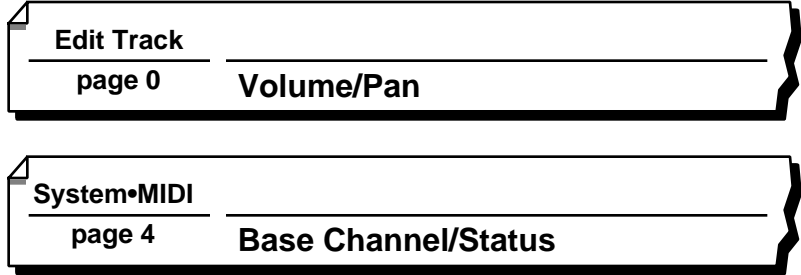 Edit Track
page 0
Volume/Pan
System•MIDI
page 4
Base Channel/Status